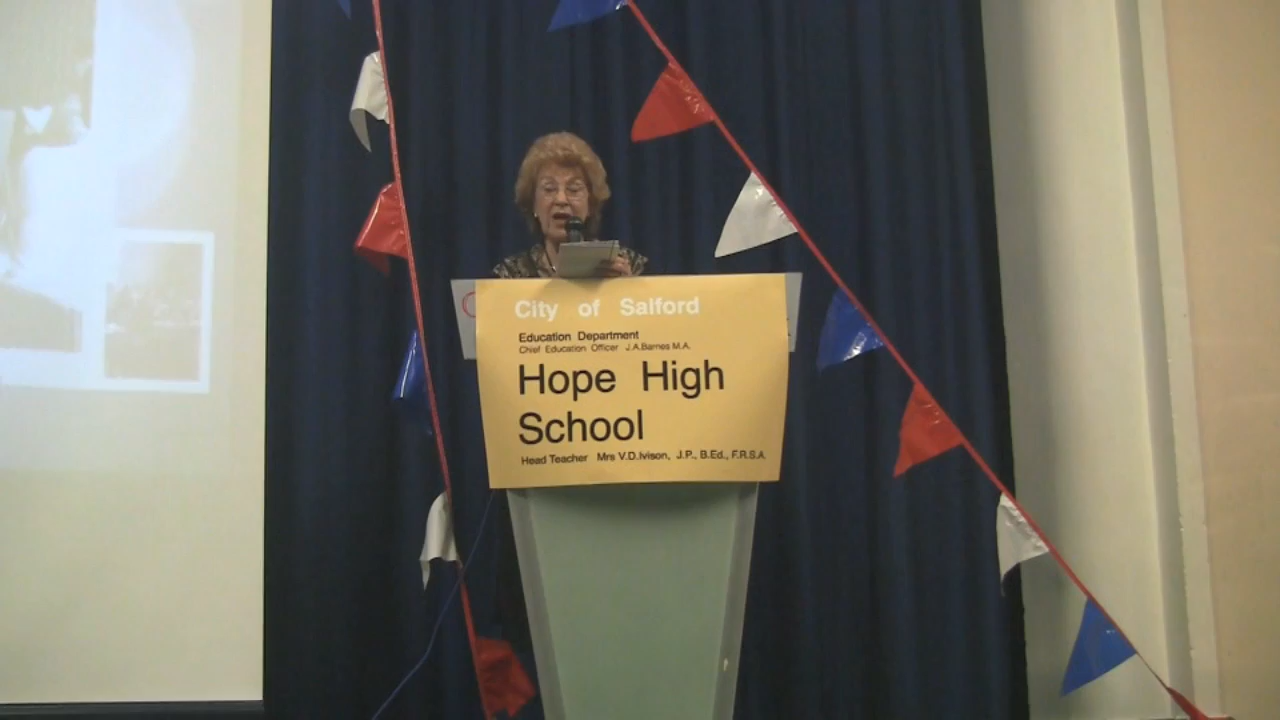 City of Salford
Education Department
Chief Education Officer J.A.Barnes M.A.
Hope High
School
Head Teacher Mrs V.D.Ivison, J.P., B.Ed., F.R.S.A.